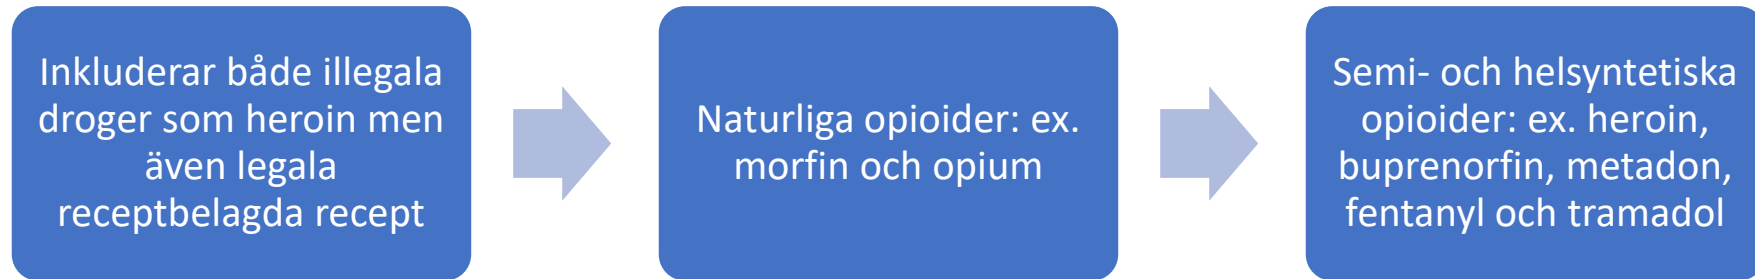 Inkluderar både illegala
droger som heroin men
även legala
receptbelagda recept
Naturliga opioider: ex.
morfin och opium
Semi- och helsyntetiska
opioider: ex. heroin,
buprenorfin, metadon,
fentanyl och tramadol